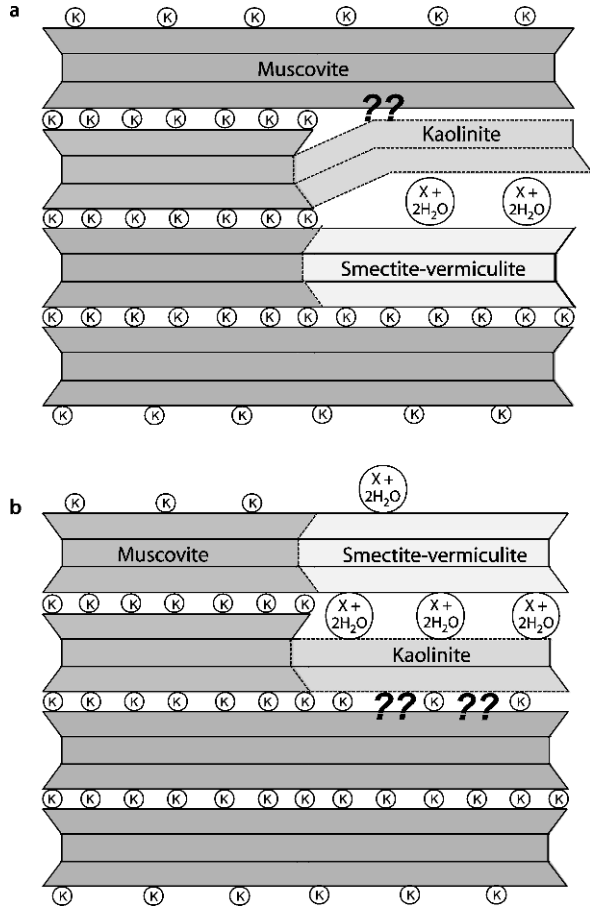 a
K K K K
Muscovite
??
K K K K K K K
Kaolinite
X +
2H₂O
X +
2H₂O
K K K K K K K
Smectite-vermiculite
K K K K K K K K K K K K K
K K K K K K
b
X +
2H₂O
K K K
Muscovite
Smectite-vermiculite
K K K K K K K
X +
2H₂O
X +
2H₂O
X +
2H₂O
Kaolinite
K K K K K K K K ?? K ?? K
K K K K K K K K K K K K K
K K K K K K